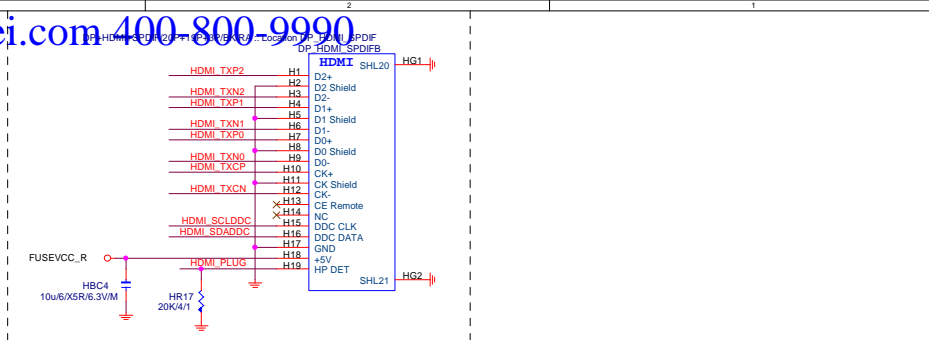 2 1
ei.com 400-800-9990
DP_HDMI_SPDIFB
HDMI
SHL20 HG1
HDMI_TXP2 H1 D2+
H2 D2 Shield
HDMI_TXN2 H3 D2-
HDMI_TXP1 H4 D1+
H5 D1 Shield
HDMI_TXN1 H6 D1-
HDMI_TXP0 H7 D0+
H8 D0 Shield
HDMI_TXN0 H9 D0-
HDMI_TXCP H10 CK+
H11 CK Shield
HDMI_TXCN H12 CK-
H13 CE Remote
H14 NC
HDMI_SCLDDC H15 DDC CLK
HDMI_SDADDC H16 DDC DATA
H17 GND
FUSEVCC_R H18 +5V
HDMI_PLUG H19 HP DET
SHL21 HG2
HBC4
10u/6/X5R/6.3V/M
HR17
20K/4/1